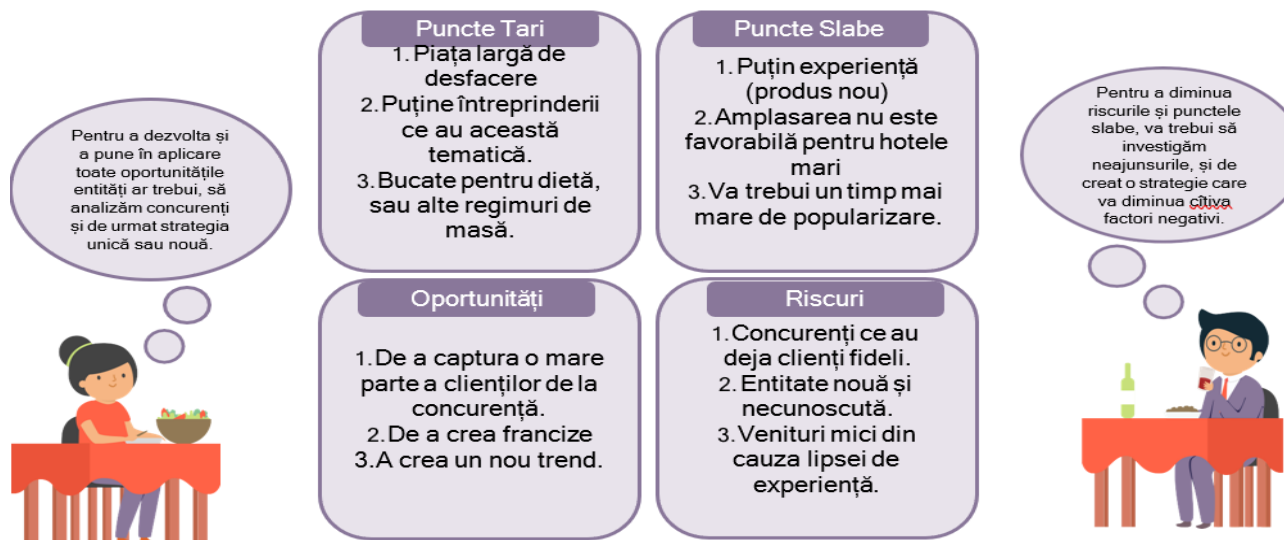 Pentru a dezvolta și
a pune în aplicare
toate oportunitățile
entități ar trebui, să
analizăm concurenți
și de urmat strategia
unică sau nouă.
Puncte Tari
1. Piața largă de
desfacere
2. Puține întreprinderii
ce au această
tematică.
3. Bucate pentru dietă,
sau alte regimuri de
masă.
Puncte Slabe
1. Puțin experiență
(produs nou)
2. Amplasarea nu este
favorabilă pentru hotele
mari
3. Va trebui un timp mai
mare de popularizare.
Pentru a diminua
riscurile și punctele
slabe, va trebui să
investigăm
neajunsurile, și de
creat o strategie care
va diminua cîtiva
factori negativi.
Oportunități
1. De a captura o mare
parte a clienților de la
concurență.
2. De a crea francize
3. A crea un nou trend.
Riscuri
1. Concurenți ce au
deja clienți fideli.
2. Entitate nouă și
necunoscută.
3. Venituri mici din
cauza lipsei de
experiență.